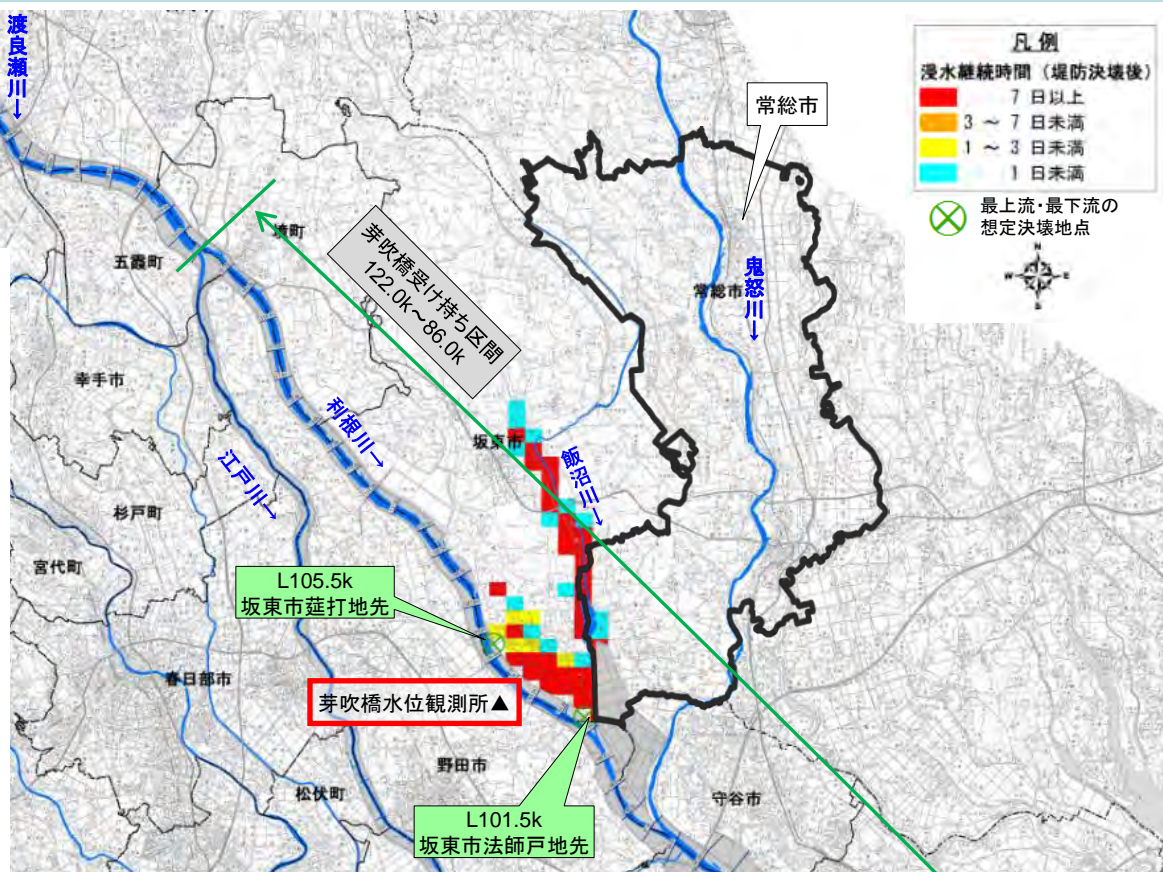 渡良瀬川→
凡例
浸水継続時間（堤防決壊後）
7 日以上
3 ～ 7 日未満
1 ～ 3 日未満
1 日未満
最上流・最下流の
想定決壊地点
N
W
E
S
常総市
境町
五霞町
芽吹橋受け持ち区間
122.0k～86.0k
鬼怒川→
常総市
幸手市
利根川→
坂東市
飯沼川→
江戸川→
杉戸町
宮代町
L105.5k
坂東市莚打地先
春日部市
芽吹橋水位観測所▲
野田市
松伏町
L101.5k
坂東市法師戸地先
守谷市